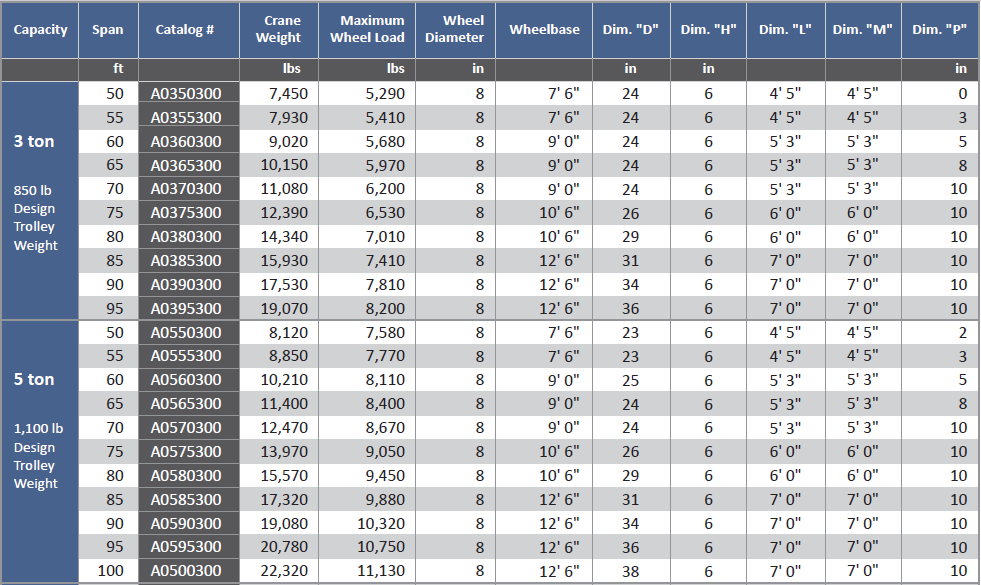 Capacity Span Catalog # Crane Weight Maximum Wheel Load Wheel Diameter Wheelbase Dim. "D" Dim. "H" Dim. "L" Dim. "M" Dim. "P"
ft lbs lbs in in in in
3 ton
850 lb
Design
Trolley
Weight
50 A0350300 7,450 5,290 8 7' 6" 24 6 4' 5" 4' 5" 0
55 A0355300 7,930 5,410 8 7' 6" 24 6 4' 5" 4' 5" 3
60 A0360300 9,020 5,680 8 9' 0" 24 6 5' 3" 5' 3" 5
65 A0365300 10,150 5,970 8 9' 0" 24 6 5' 3" 5' 3" 8
70 A0370300 11,080 6,200 8 9' 0" 24 6 5' 3" 5' 3" 10
75 A0375300 12,390 6,530 8 10' 6" 26 6 6' 0" 6' 0" 10
80 A0380300 14,340 7,010 8 10' 6" 29 6 6' 0" 6' 0" 10
85 A0385300 15,930 7,410 8 12' 6" 31 6 7' 0" 7' 0" 10
90 A0390300 17,530 7,810 8 12' 6" 34 6 7' 0" 7' 0" 10
95 A0395300 19,070 8,200 8 12' 6" 36 6 7' 0" 7' 0" 10
5 ton
1,100 lb
Design
Trolley
Weight
50 A0550300 8,120 7,580 8 7' 6" 23 6 4' 5" 4' 5" 2
55 A0555300 8,850 7,770 8 7' 6" 23 6 4' 5" 4' 5" 3
60 A0560300 10,210 8,110 8 9' 0" 25 6 5' 3" 5' 3" 5
65 A0565300 11,400 8,400 8 9' 0" 24 6 5' 3" 5' 3" 8
70 A0570300 12,470 8,670 8 9' 0" 24 6 5' 3" 5' 3" 10
75 A0575300 13,970 9,050 8 10' 6" 26 6 6' 0" 6' 0" 10
80 A0580300 15,570 9,450 8 10' 6" 29 6 6' 0" 6' 0" 10
85 A0585300 17,320 9,880 8 12' 6" 31 6 7' 0" 7' 0" 10
90 A0590300 19,080 10,320 8 12' 6" 34 6 7' 0" 7' 0" 10
95 A0595300 20,780 10,750 8 12' 6" 36 6 7' 0" 7' 0" 10
100 A0500300 22,320 11,130 8 12' 6" 38 6 7' 0" 7' 0" 10